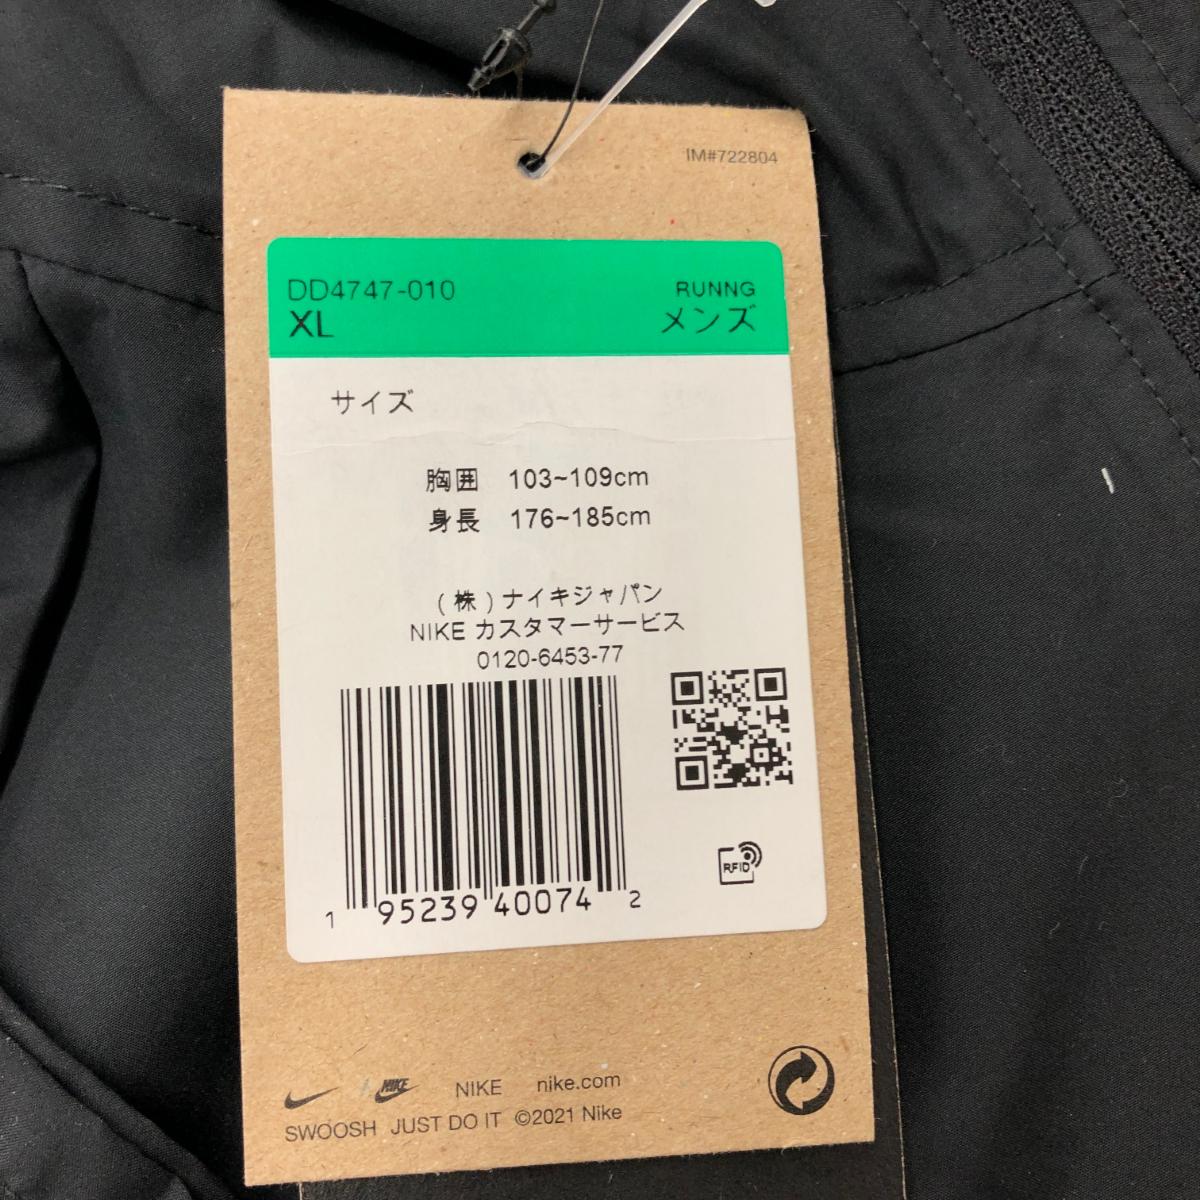 IM#722804
DD4747-010 RUNNG
XL メンズ
サイズ
胸囲 103~109cm
身長 176~185cm
(株)ナイキジャパン
NIKE カスタマーサービス
0120-6453-77
RFID
1 95239 40074 2
NIKE NIKE nike.com
SWOOSH JUST DO IT ©2021 Nike